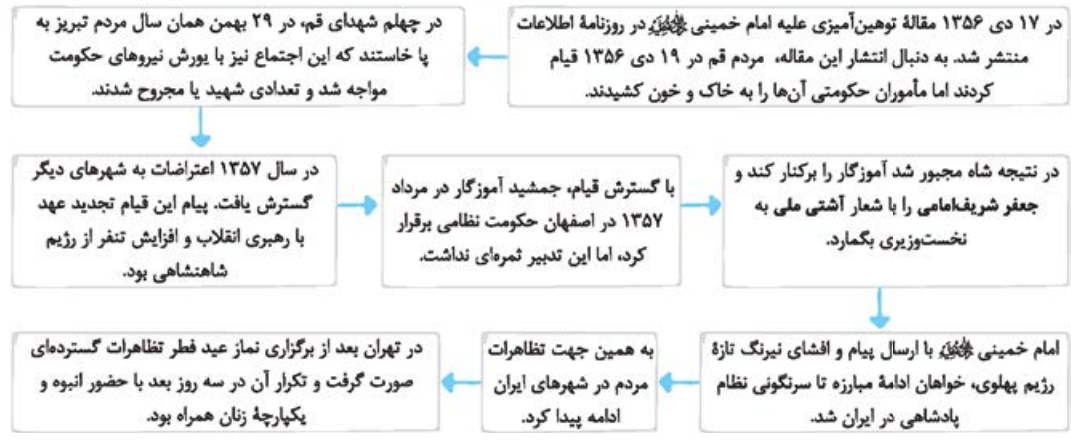 در ۱۷ دی ۱۳۵۶ مقالهٔ توهین‌آمیزی علیه امام خمینی در روزنامهٔ اطلاعات
منتشر شد. به دنبال انتشار این مقاله، مردم قم در ۱۹ دی ۱۳۵۶ قیام
کردند اما مأموران حکومتی آن‌ها را به خاک و خون کشیدند.
در چهلم شهدای قم، در ۲۹ بهمن همان سال مردم تبریز به
پا خاستند که این اجتماع نیز با یورش نیروهای حکومت
مواجه شد و تعدادی شهید یا مجروح شدند.
در سال ۱۳۵۷ اعتراضات به شهرهای دیگر
گسترش یافت. پیام این قیام تجدید عهد
با رهبری انقلاب و افزایش تنفر از رژیم
شاهنشاهی بود.
با گسترش قیام، جمشید آموزگار در مرداد
۱۳۵۷ در اصفهان حکومت نظامی برقرار
کرد، اما این تدبیر ثمره‌ای نداشت.
در نتیجه شاه مجبور شد آموزگار را برکنار کند و
جعفر شریف‌امامی را با شعار آشتی ملی به
نخست‌وزیری بگمارد.
امام خمینی با ارسال پیام و افشای نیرنگ تازهٔ
رژیم پهلوی، خواهان ادامهٔ مبارزه تا سرنگونی نظام
پادشاهی در ایران شد.
به همین جهت تظاهرات
مردم در شهرهای ایران
ادامه پیدا کرد.
در تهران بعد از برگزاری نماز عید فطر تظاهرات گسترده‌ای
صورت گرفت و تکرار آن در سه روز بعد با حضور انبوه و
یکپارچهٔ زنان همراه بود.